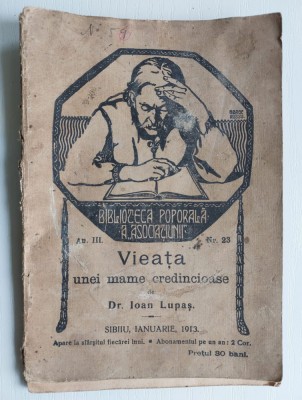 BIBLIOTECA POPORALĂ
A ASOCIAŢIUNII
An. III. Nr. 23
Vieaţa
unei mame credincioase
de
Dr. Ioan Lupaş.
SIBIIU, IANUARIE, 1913.
Apare la sfârşitul fiecărei luni. • Abonamentul pe un an: 2 Cor.
Preţul 30 bani.